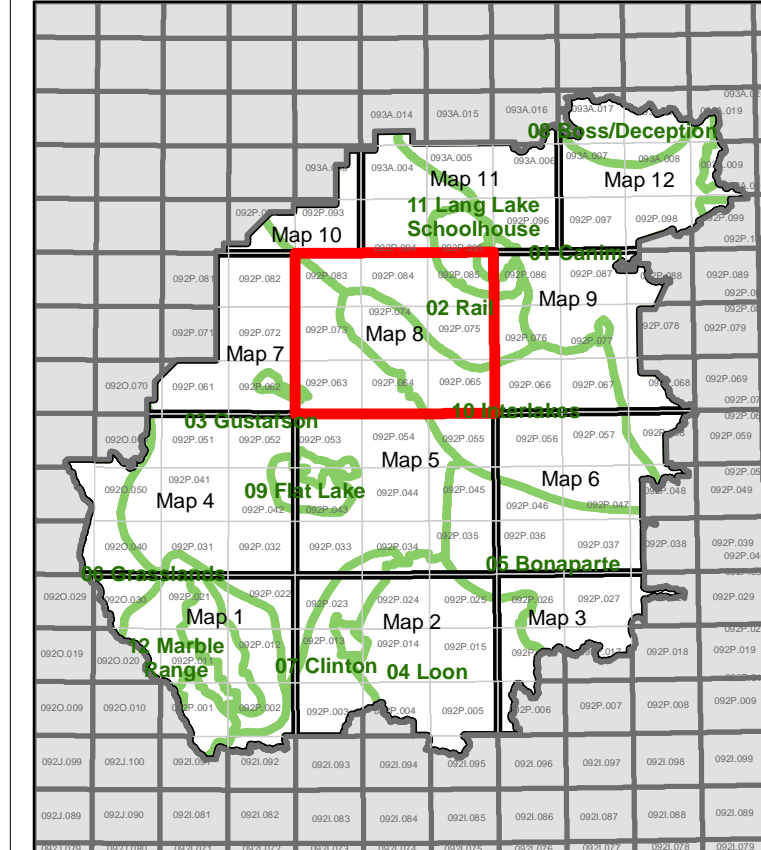 093A.014 093A.015 093A.016 093A.017
08 Boss/Deception
093A.004 093A.005 093A.006 093A.007 093A.008
Map 11
Map 12
11 Lang Lake
Schoolhouse
092P.093 092P.096 092P.097 092P.098 092P.099
Map 10
01 Canim
092P.081 092P.082 092P.083 092P.084 092P.085 092P.086 092P.087 092P.088 092P.089
Map 9
02 Rail
092P.071 092P.072 092P.073 092P.074 092P.075 092P.076 092P.077 092P.078 092P.079
Map 8
Map 7
092O.070 092P.061 092P.062 092P.063 092P.064 092P.065 092P.066 092P.067 092P.069
10 Interlakes
03 Gustafson
092P.051 092P.052 092P.053 092P.054 092P.055 092P.056 092P.057 092P.059
Map 5
Map 6
092O.050 092P.041 092P.042 092P.043 092P.044 092P.045 092P.046 092P.047 092P.048 092P.049
09 Flat Lake
Map 4
092O.040 092P.031 092P.032 092P.033 092P.034 092P.035 092P.036 092P.037 092P.038 092P.039
05 Bonaparte
06 Grasslands
092O.029 092O.030 092P.021 092P.023 092P.024 092P.025 092P.026 092P.027 092P.029
Map 1
Map 2
Map 3
092O.019 092O.020 092P.011 092P.012 092P.013 092P.014 092P.015 092P.018 092P.019
12 Marble
Range
07 Clinton
04 Loon
092O.009 092O.010 092P.002 092P.003 092P.004 092P.005 092P.006 092P.007 092P.008 092P.009
092J.099 092J.100 092I.091 092I.092 092I.093 092I.094 092I.095 092I.096 092I.097 092I.098 092I.099
092J.089 092J.090 092I.081 092I.082 092I.083 092I.084 092I.085 092I.086 092I.087 092I.088 092I.089